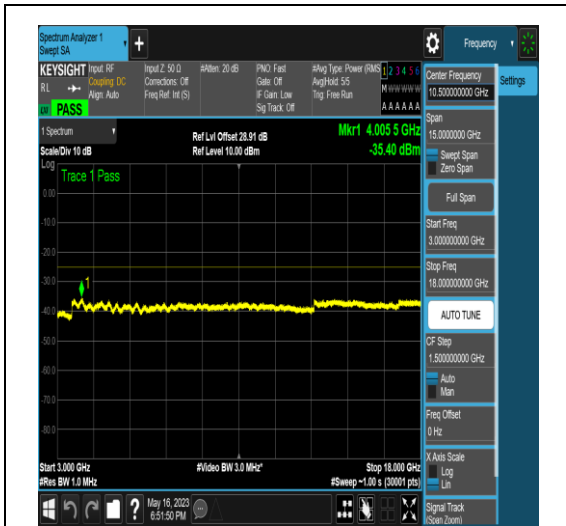 Spectrum Analyzer 1
Swept SA
Frequency
KEYSIGHT
RL
Input: RF
Coupling: DC
Align: Auto
Input Z: 50 Ω
Corrections: Off
Freq Ref: Int (S)
#Atten: 20 dB
PNO: Fast
Gate: Off
IF Gain: Low
Sig Track: Off
#Avg Type: Power (RMS
Avg|Hold: 5/5
Trig: Free Run
1 2 3 4 5 6
M W W W W W
A A A A A A
PASS
1 Spectrum
Scale/Div 10 dB
Ref Lvl Offset 28.91 dB
Ref Level 10.00 dBm
Mkr1 4.005 5 GHz
-35.40 dBm
Log
Trace 1 Pass
1
0.00
-10.0
-20.0
-30.0
-40.0
-50.0
-60.0
-70.0
-80.0
Start 3.000 GHz
#Res BW 1.0 MHz
#Video BW 3.0 MHz*
Stop 18.000 GHz
#Sweep ~1.00 s (30001 pts)
May 16, 2023
6:51:50 PM
Center Frequency
10.500000000 GHz
Settings
Span
15.0000000 GHz
Swept Span
Zero Span
Full Span
Start Freq
3.000000000 GHz
Stop Freq
18.000000000 GHz
AUTO TUNE
CF Step
1.500000000 GHz
Auto
Man
Freq Offset
0 Hz
X Axis Scale
Log
Lin
Signal Track
(Span Zoom)